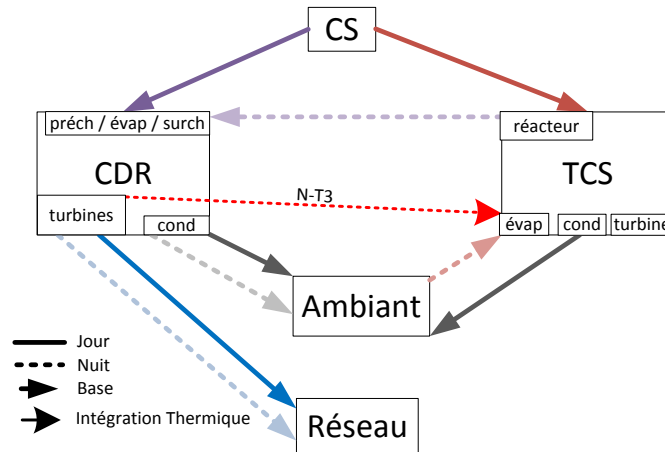 CS
préch / évap / surch
réacteur
CDR
TCS
N-T3
turbines
cond
évap
cond
turbine
Ambiant
Jour
Nuit
Base
Intégration Thermique
Réseau